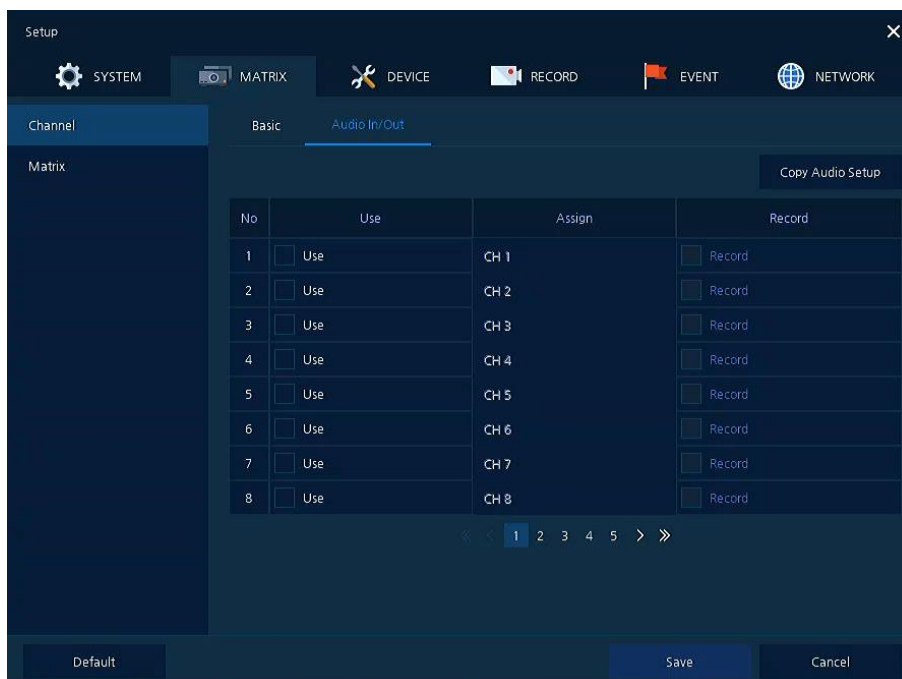 Setup
SYSTEM MATRIX DEVICE RECORD EVENT NETWORK
Channel Basic Audio In/Out
Matrix
Copy Audio Setup
No Use Assign Record
1 Use CH 1 Record
2 Use CH 2 Record
3 Use CH 3 Record
4 Use CH 4 Record
5 Use CH 5 Record
6 Use CH 6 Record
7 Use CH 7 Record
8 Use CH 8 Record
« < 1 2 3 4 5 > »
Default Save Cancel